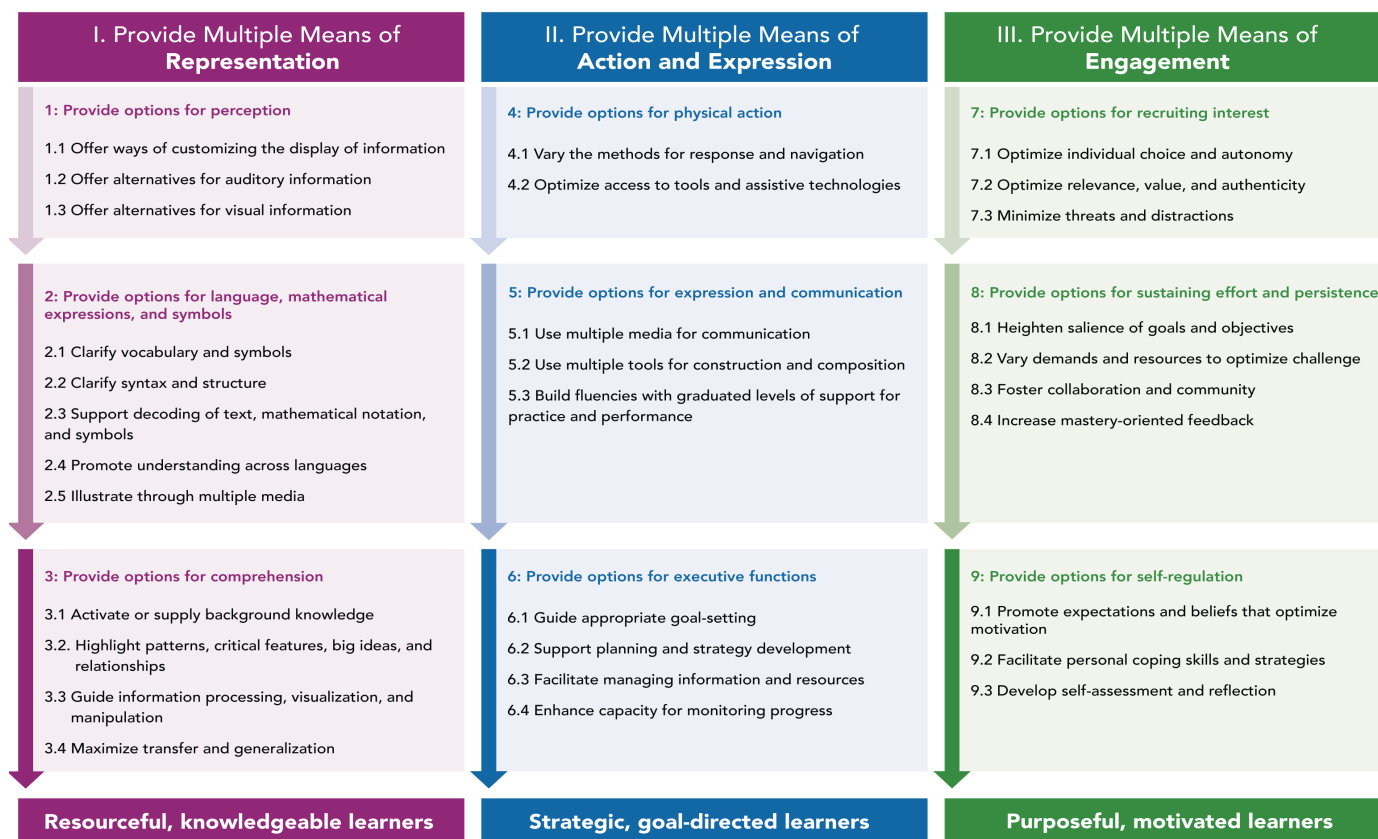 I. Provide Multiple Means of
Representation
1: Provide options for perception
1.1 Offer ways of customizing the display of information
1.2 Offer alternatives for auditory information
1.3 Offer alternatives for visual information
2: Provide options for language, mathematical
expressions, and symbols
2.1 Clarify vocabulary and symbols
2.2 Clarify syntax and structure
2.3 Support decoding of text, mathematical notation,
and symbols
2.4 Promote understanding across languages
2.5 Illustrate through multiple media
3: Provide options for comprehension
3.1 Activate or supply background knowledge
3.2. Highlight patterns, critical features, big ideas, and
relationships
3.3 Guide information processing, visualization, and
manipulation
3.4 Maximize transfer and generalization
Resourceful, knowledgeable learners
II. Provide Multiple Means of
Action and Expression
4: Provide options for physical action
4.1 Vary the methods for response and navigation
4.2 Optimize access to tools and assistive technologies
5: Provide options for expression and communication
5.1 Use multiple media for communication
5.2 Use multiple tools for construction and composition
5.3 Build fluencies with graduated levels of support for
practice and performance
6: Provide options for executive functions
6.1 Guide appropriate goal-setting
6.2 Support planning and strategy development
6.3 Facilitate managing information and resources
6.4 Enhance capacity for monitoring progress
Strategic, goal-directed learners
III. Provide Multiple Means of
Engagement
7: Provide options for recruiting interest
7.1 Optimize individual choice and autonomy
7.2 Optimize relevance, value, and authenticity
7.3 Minimize threats and distractions
8: Provide options for sustaining effort and persistence
8.1 Heighten salience of goals and objectives
8.2 Vary demands and resources to optimize challenge
8.3 Foster collaboration and community
8.4 Increase mastery-oriented feedback
9: Provide options for self-regulation
9.1 Promote expectations and beliefs that optimize
motivation
9.2 Facilitate personal coping skills and strategies
9.3 Develop self-assessment and reflection
Purposeful, motivated learners